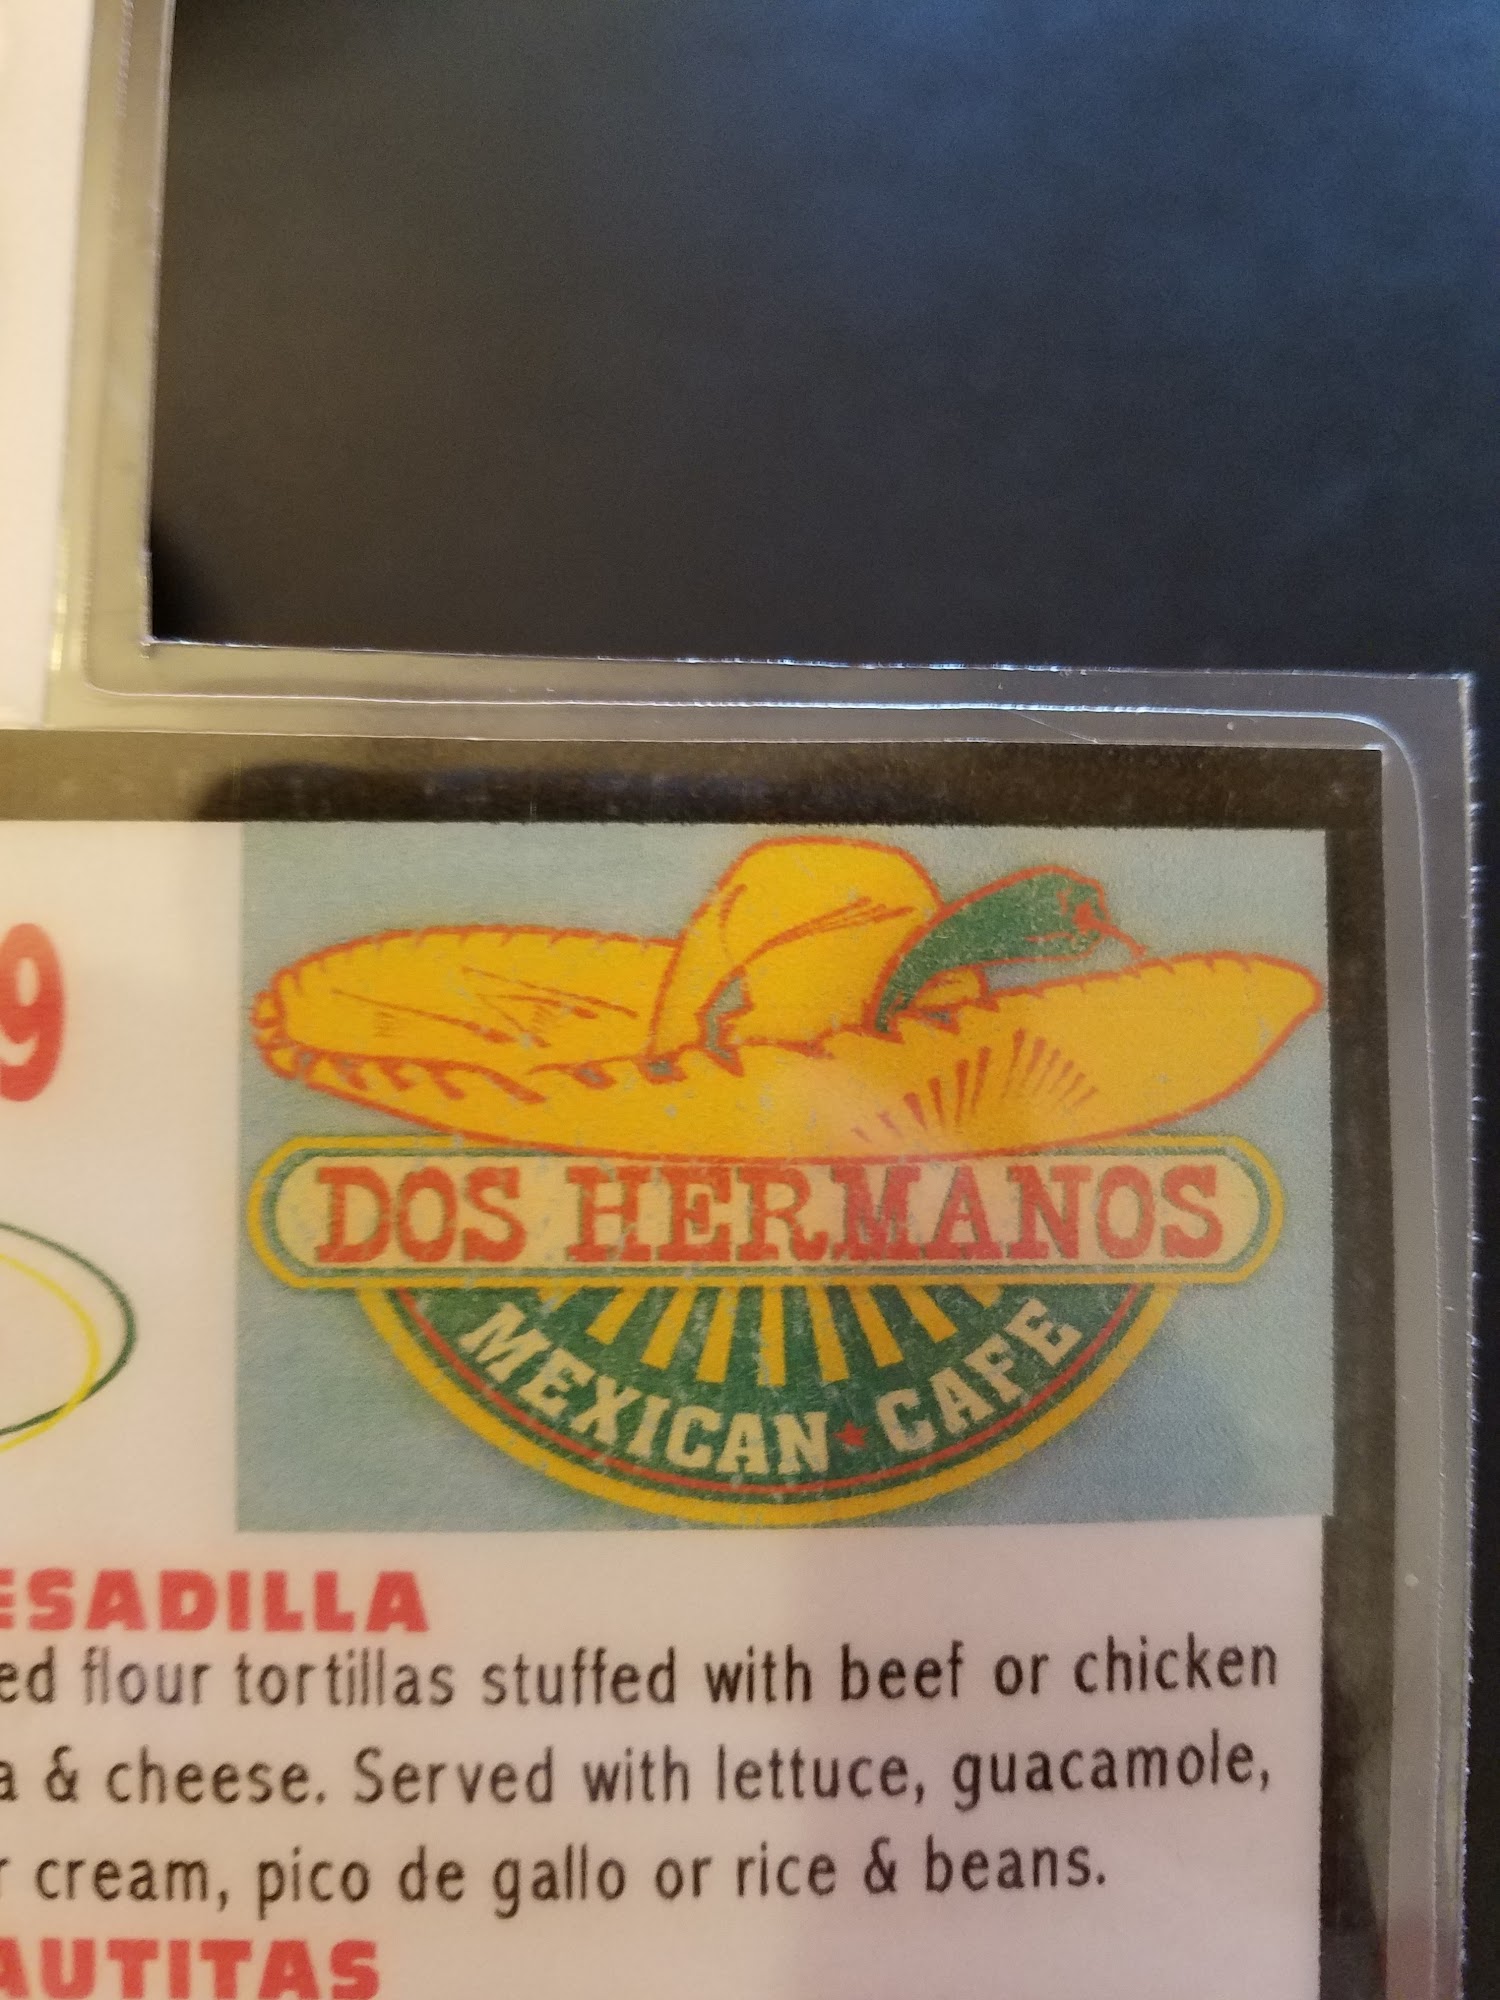 9
DOS HERMANOS
MEXICAN CAFE
ESADILLA
ed flour tortillas stuffed with beef or chicken
a & cheese. Served with lettuce, guacamole,
r cream, pico de gallo or rice & beans.
AUTITAS